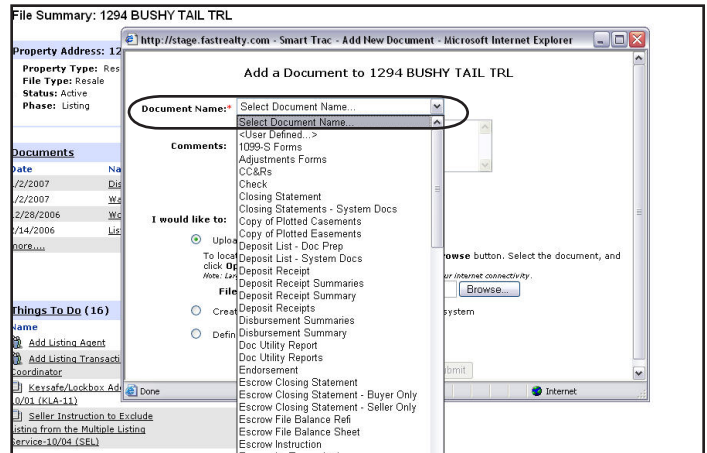 File Summary: 1294 BUSHY TAIL TRL
http://stage.fastrealty.com - Smart Trac - Add New Document - Microsoft Internet Explorer
Property Address: 12
Property Type: Res
File Type: Resale
Status: Active
Phase: Listing
Add a Document to 1294 BUSHY TAIL TRL
Document Name:* Select Document Name...
Select Document Name...
<User Defined...>
Comments:
1099-S Forms
Adjustments Forms
CC&Rs
Check
Closing Statement
Closing Statements - System Docs
Copy of Plotted Casements
Copy of Plotted Easements
Deposit List - Doc Prep
Deposit List - System Docs
Deposit Receipt
Deposit Receipt Summaries
Deposit Receipt Summary
Deposit Receipts
Disbursement Summaries
Disbursement Summary
Doc Utility Report
Doc Utility Reports
Endorsement
Escrow Closing Statement
Escrow Closing Statement - Buyer Only
Escrow Closing Statement - Seller Only
Escrow File Balance Refi
Escrow File Balance Sheet
Escrow Instruction
I would like to:
Uploa
To locat
rowse button. Select the document, and
click Op
Note: Lar
ur internet connectivity.
File
Browse...
Creat
system
Defin
bmit
Done
Internet
Documents
Date Na
/2/2007 Dis
/2/2007 Wa
2/28/2006 Wo
2/14/2006 Lis
more....
Things To Do (16)
Name
Add Listing Agent
Add Listing Transacti
Coordinator
Keysafe/Lockbox Ad
10/01 (KLA-11)
Seller Instruction to Exclude
isting from the Multiple Listing
Service-10/04 (SEL)